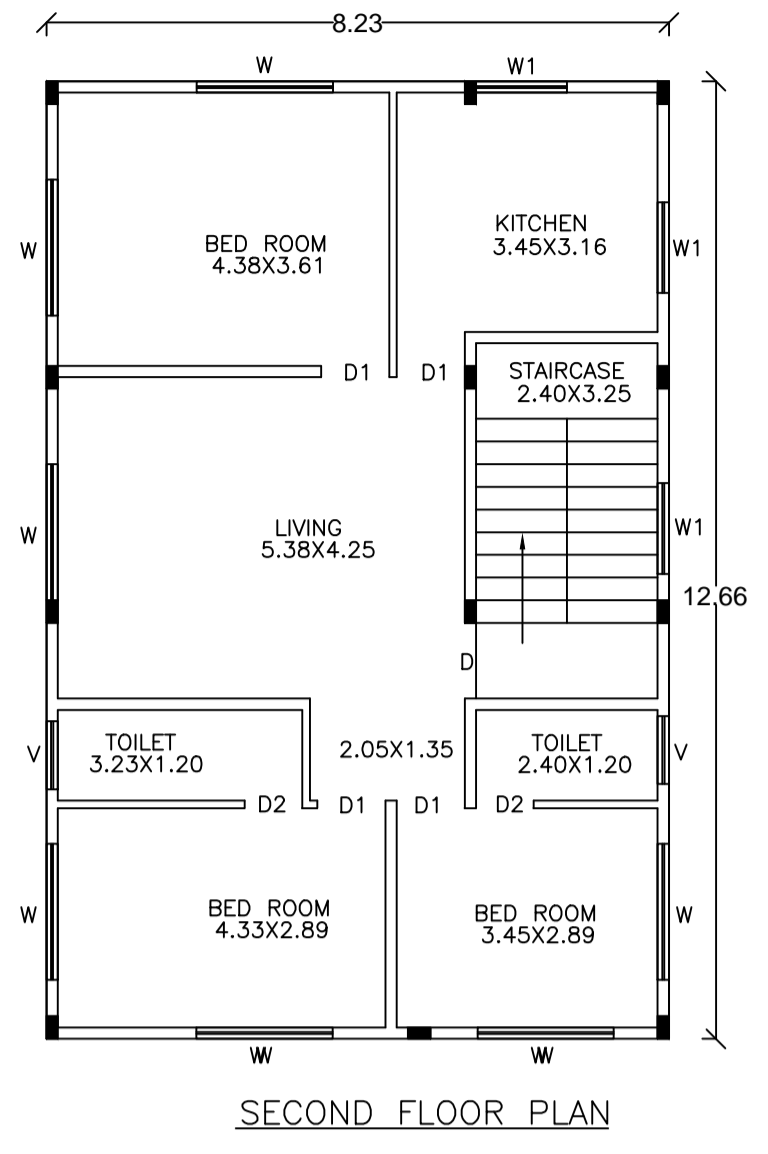 8.23
W
W1
BED ROOM
4.38X3.61
KITCHEN
3.45X3.16
W
W1
D1
D1
STAIRCASE
2.40X3.25
LIVING
5.38X4.25
W
W1
12.66
D
TOILET
3.23X1.20
2.05X1.35
TOILET
2.40X1.20
V
V
D2
D1
D1
D2
BED ROOM
4.33X2.89
BED ROOM
3.45X2.89
W
W
W
W
SECOND FLOOR PLAN